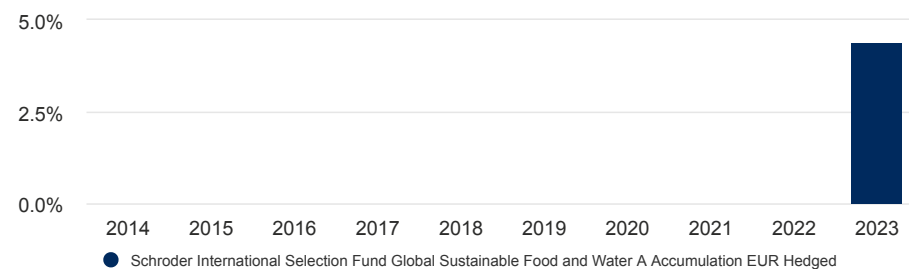 5.0%
2.5%
0.0%
2014 2015 2016 2017 2018 2019 2020 2021 2022 2023
Schroder International Selection Fund Global Sustainable Food and Water A Accumulation EUR Hedged